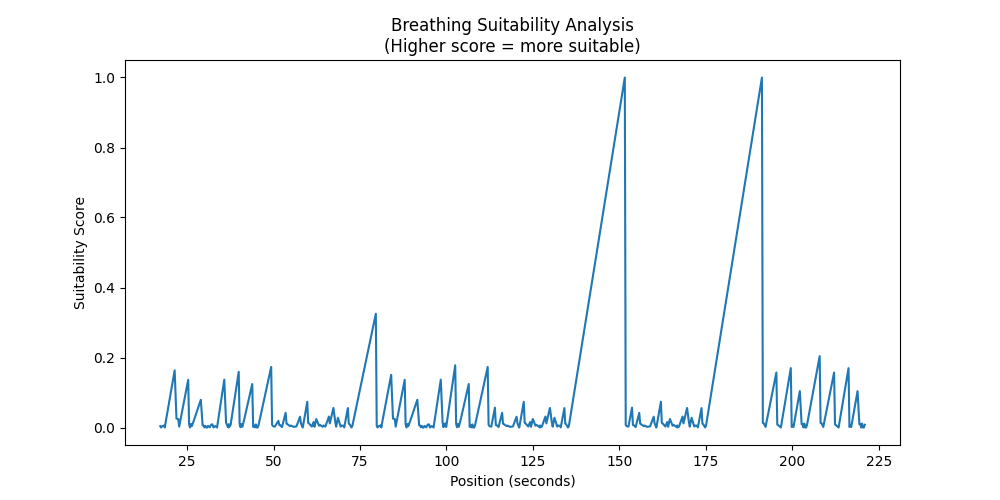 Breathing Suitability Analysis
(Higher score = more suitable)
Suitability Score
1.0
0.8
0.6
0.4
0.2
0.0
25 50 75 100 125 150 175 200 225
Position (seconds)